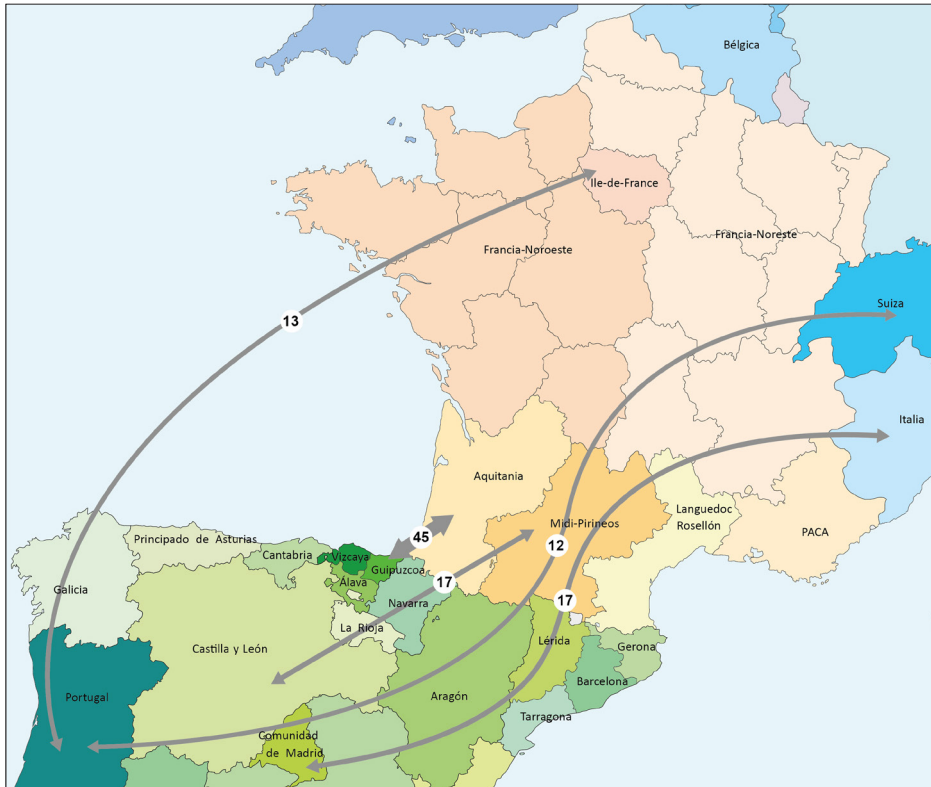 Bélgica
Ile-de-France
Francia-Noroeste
Francia-Noreste
Suiza
13
Italia
Aquitania
Midi-Pirineos
Languedoc
Rosellón
PACA
45
12
17
17
Principado de Asturias
Cantabria
Vizcaya
Guipuzcoa
Álava
Navarra
Galicia
La Rioja
Castilla y León
Lérida
Gerona
Barcelona
Aragón
Tarragona
Portugal
Comunidad
de Madrid